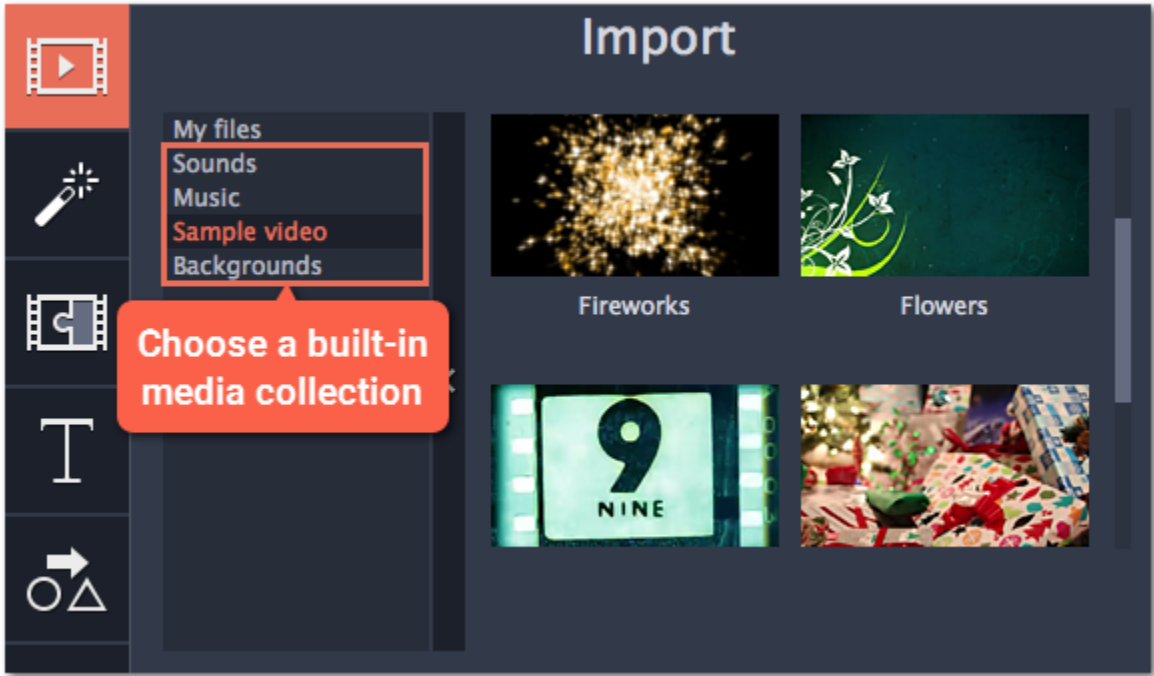 Import
My files
Sounds
Music
Sample video
Backgrounds
Choose a built-in
media collection
Fireworks
Flowers
9
NINE
T